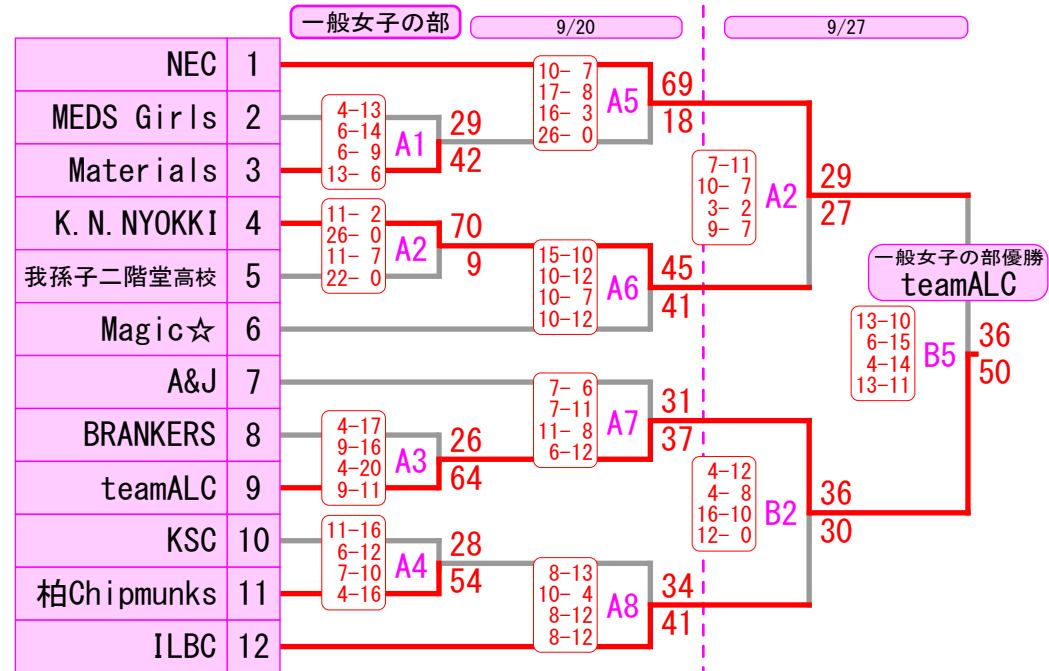 一般女子の部
9/20
9/27
NEC 1
MEDS Girls 2
Materials 3
K.N.NYOKKI 4
我孫子二階堂高校 5
Magic☆ 6
A&J 7
BRANKERS 8
teamALC 9
KSC 10
柏Chipmunks 11
ILBC 12
4-13
6-14
6- 9
13- 6
A1
29
42
11- 2
26- 0
11- 7
22- 0
A2
70
9
4-17
9-16
4-20
9-11
A3
26
64
11-16
6-12
7-10
4-16
A4
28
54
10- 7
17- 8
16- 3
26- 0
A5
69
18
15-10
10-12
10- 7
10-12
A6
45
41
7- 6
7-11
11- 8
6-12
A7
31
37
8-13
10- 4
8-12
8-12
A8
34
41
7-11
10- 7
3- 2
9- 7
A2
29
27
4-12
4- 8
16-10
12- 0
B2
36
30
一般女子の部優勝
teamALC
13-10
6-15
4-14
13-11
B5
36
50